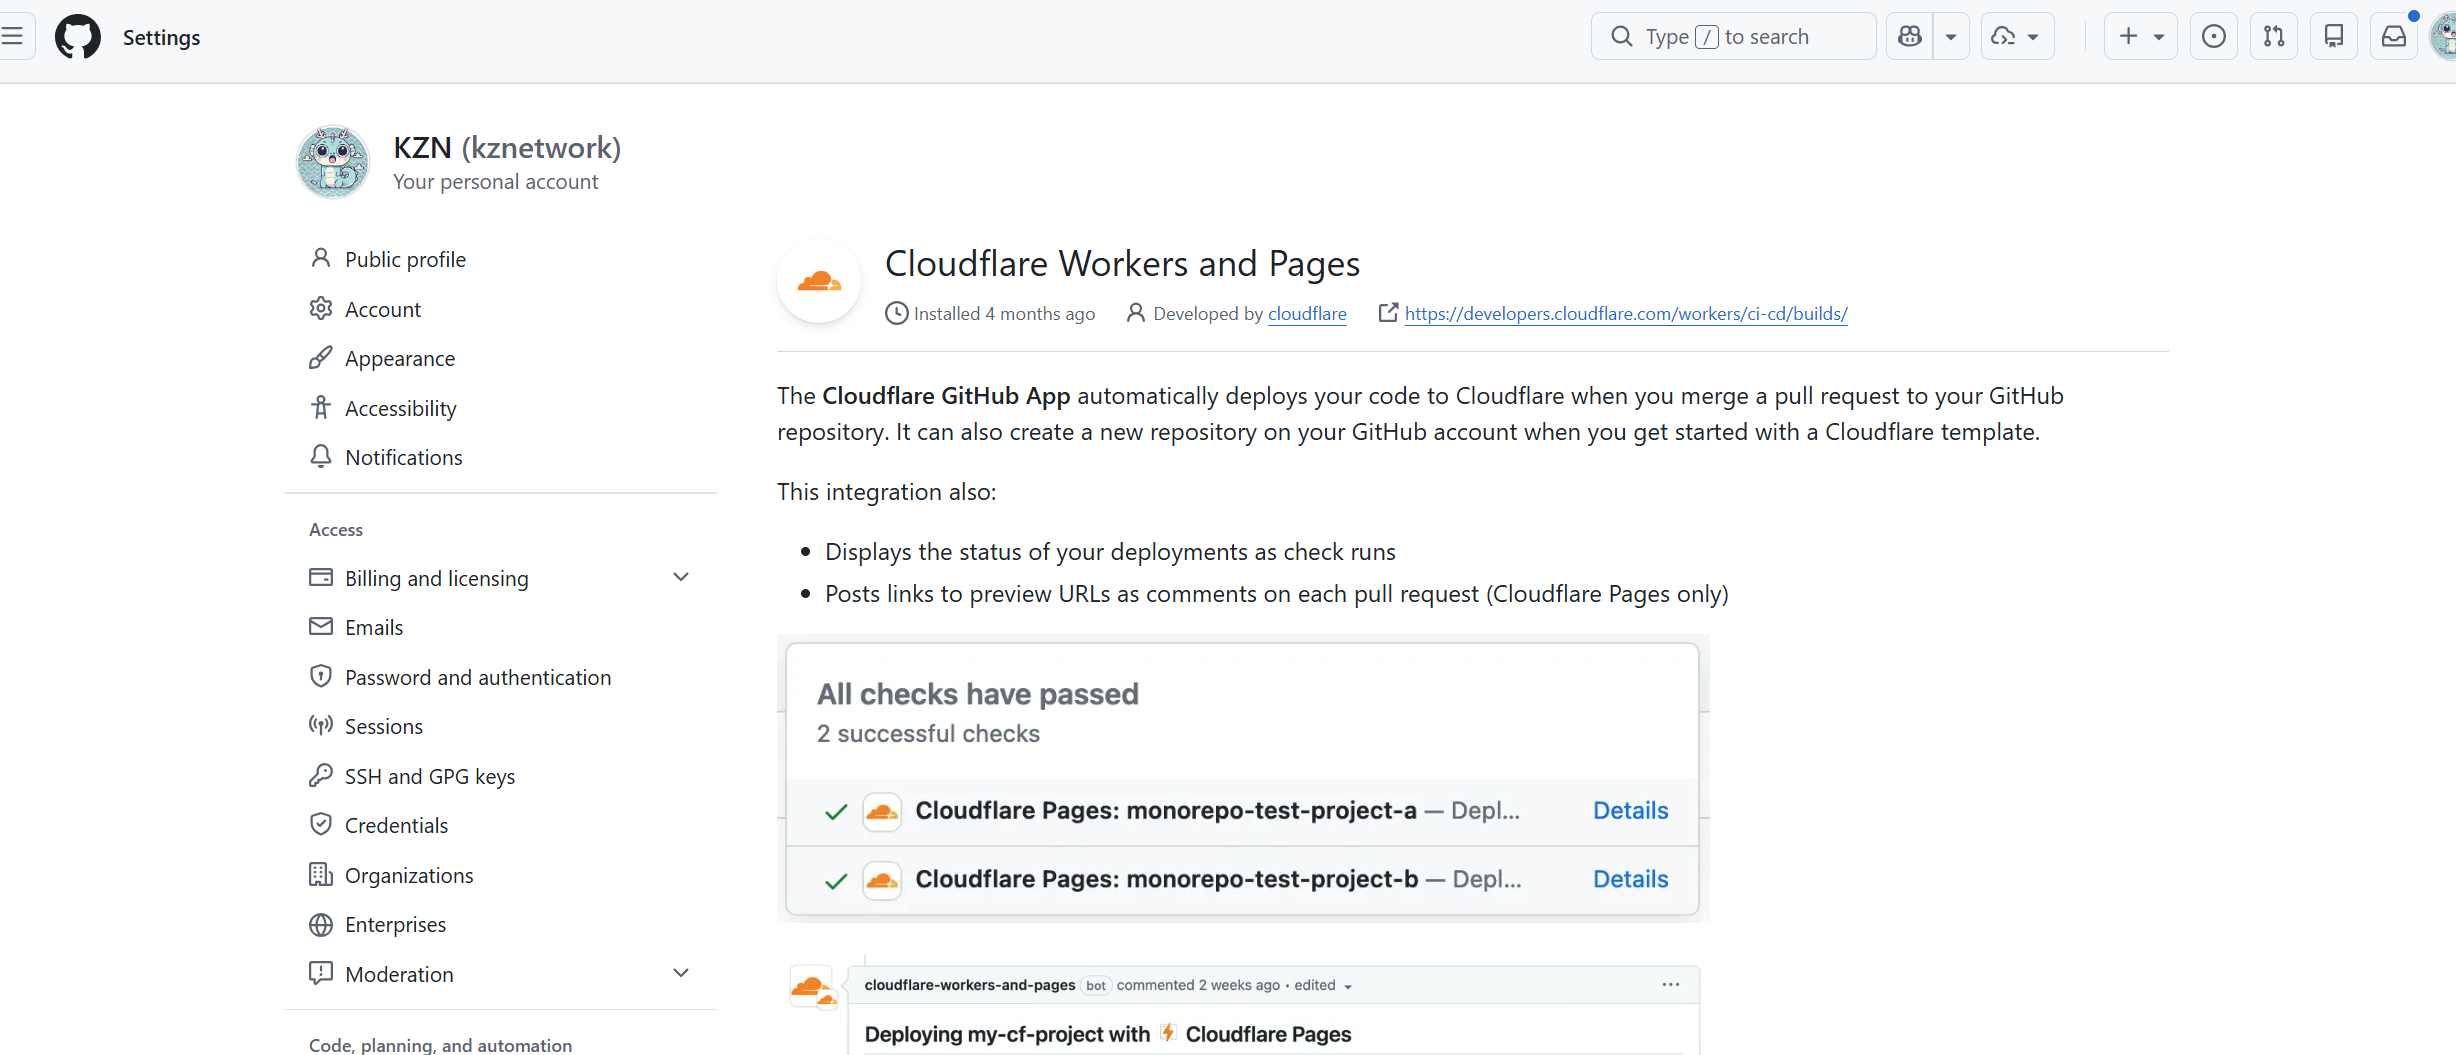 Settings
Type / to search
KZN (kznetwork)
Your personal account
Public profile
Account
Appearance
Accessibility
Notifications
Access
Billing and licensing
Emails
Password and authentication
Sessions
SSH and GPG keys
Credentials
Organizations
Enterprises
Moderation
Code, planning, and automation
Cloudflare Workers and Pages
Installed 4 months ago Developed by cloudflare https://developers.cloudflare.com/workers/ci-cd/builds/
The Cloudflare GitHub App automatically deploys your code to Cloudflare when you merge a pull request to your GitHub
repository. It can also create a new repository on your GitHub account when you get started with a Cloudflare template.
This integration also:
• Displays the status of your deployments as check runs
• Posts links to preview URLs as comments on each pull request (Cloudflare Pages only)
All checks have passed
2 successful checks
Cloudflare Pages: monorepo-test-project-a — Depl... Details
Cloudflare Pages: monorepo-test-project-b — Depl... Details
cloudflare-workers-and-pages bot commented 2 weeks ago • edited
Deploying my-cf-project with ⚡ Cloudflare Pages